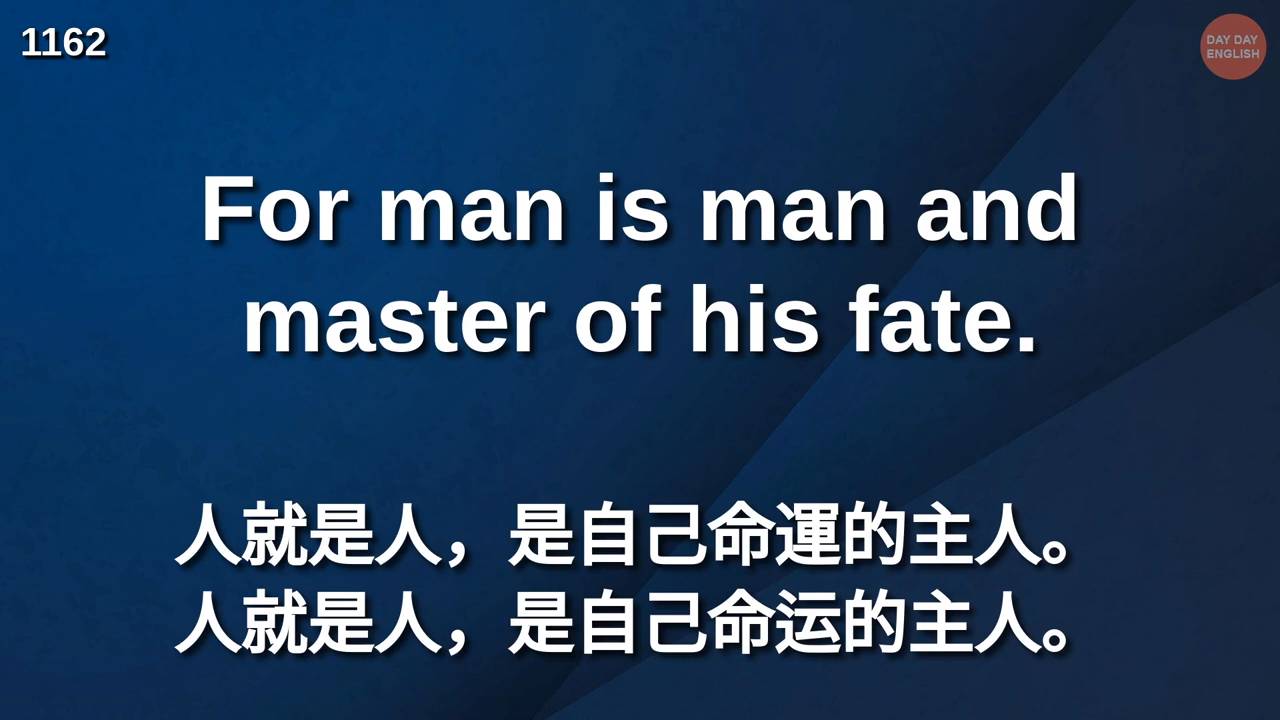 1162
DAY DAY
ENGLISH
For man is man and
master of his fate.
人就是人，是自己命運的主人。
人就是人，是自己命运的主人。